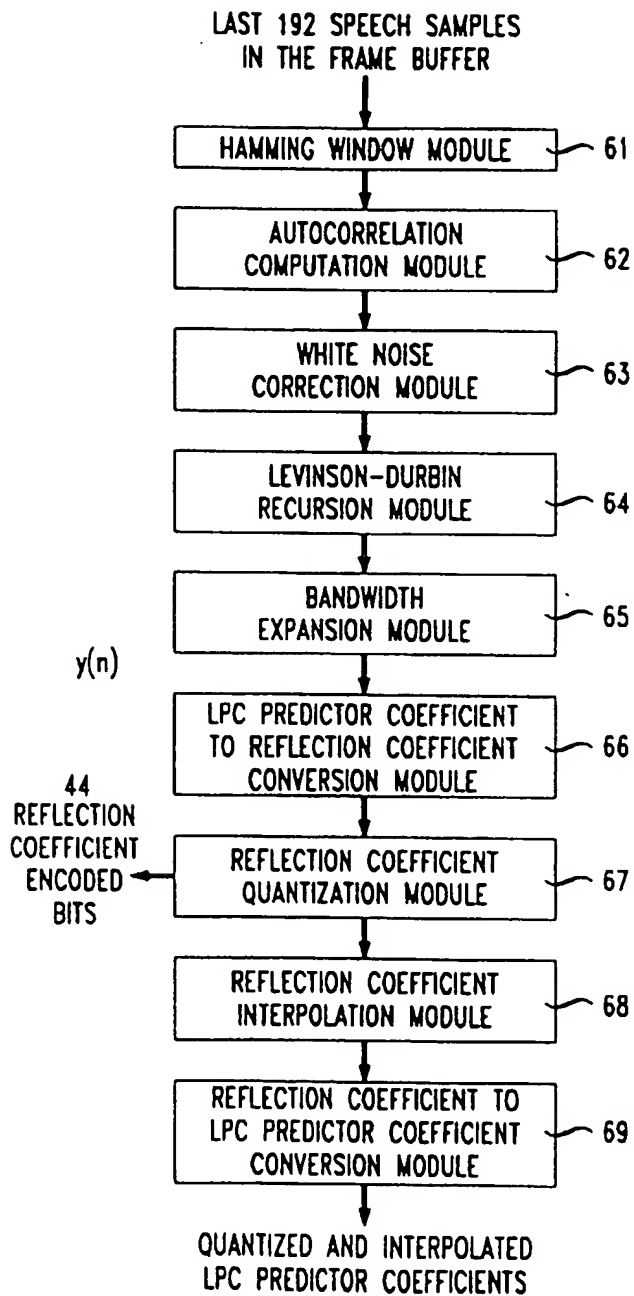 LAST 192 SPEECH SAMPLES
IN THE FRAME BUFFER
HAMMING WINDOW MODULE
61
AUTOCORRELATION
COMPUTATION MODULE
62
WHITE NOISE
CORRECTION MODULE
63
LEVINSON-DURBIN
RECURSION MODULE
64
BANDWIDTH
EXPANSION MODULE
65
y(n)
LPC PREDICTOR COEFFICIENT
TO REFLECTION COEFFICIENT
CONVERSION MODULE
66
44
REFLECTION
COEFFICIENT
ENCODED
BITS
REFLECTION COEFFICIENT
QUANTIZATION MODULE
67
REFLECTION COEFFICIENT
INTERPOLATION MODULE
68
REFLECTION COEFFICIENT TO
LPC PREDICTOR COEFFICIENT
CONVERSION MODULE
69
QUANTIZED AND INTERPOLATED
LPC PREDICTOR COEFFICIENTS